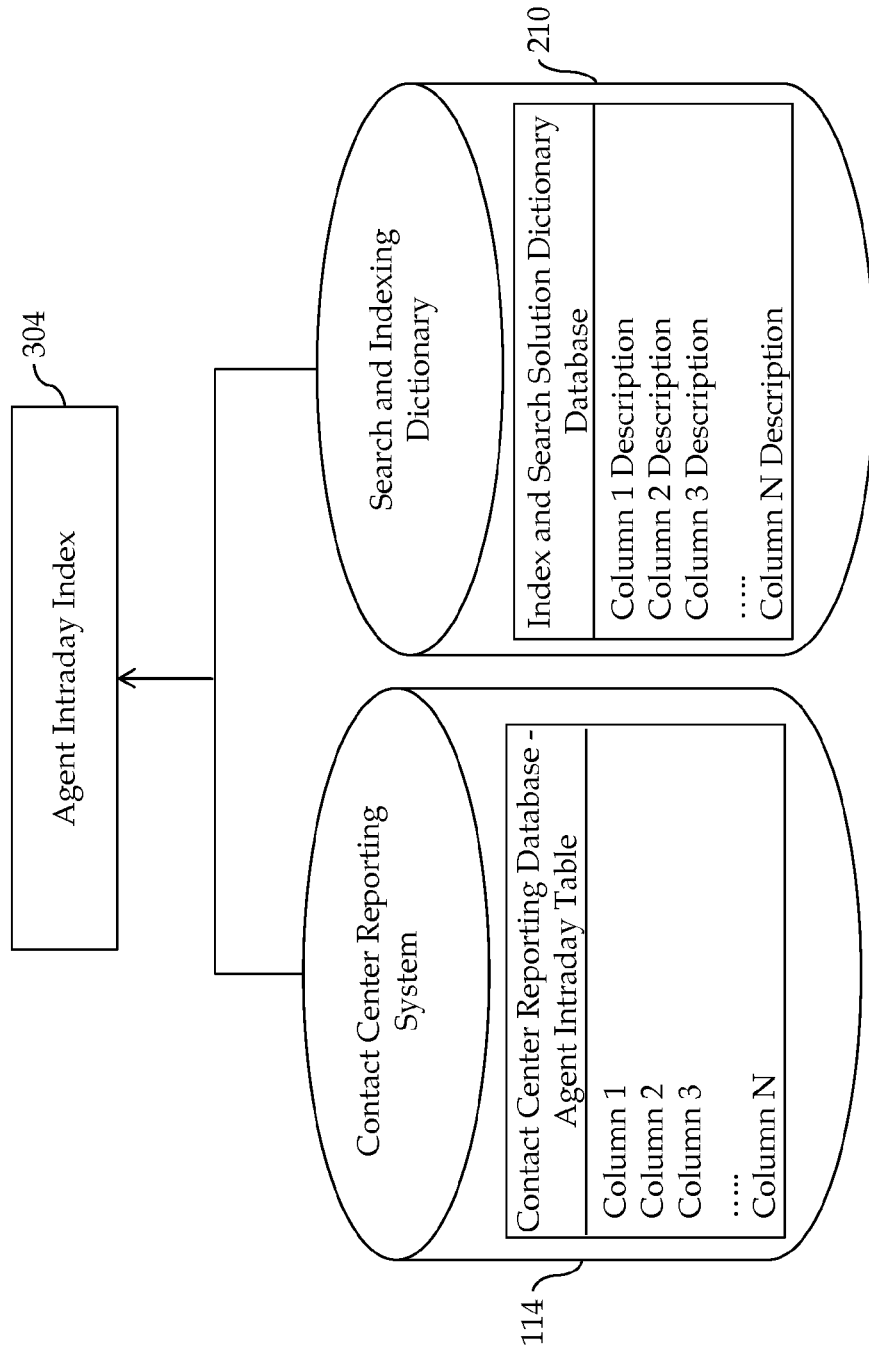 304
Agent Intraday Index
Contact Center Reporting
System
114
Contact Center Reporting Database -
Agent Intraday Table
Column 1
Column 2
Column 3
.....
Column N
Search and Indexing
Dictionary
210
Index and Search Solution Dictionary
Database
Column 1 Description
Column 2 Description
Column 3 Description
.....
Column N Description